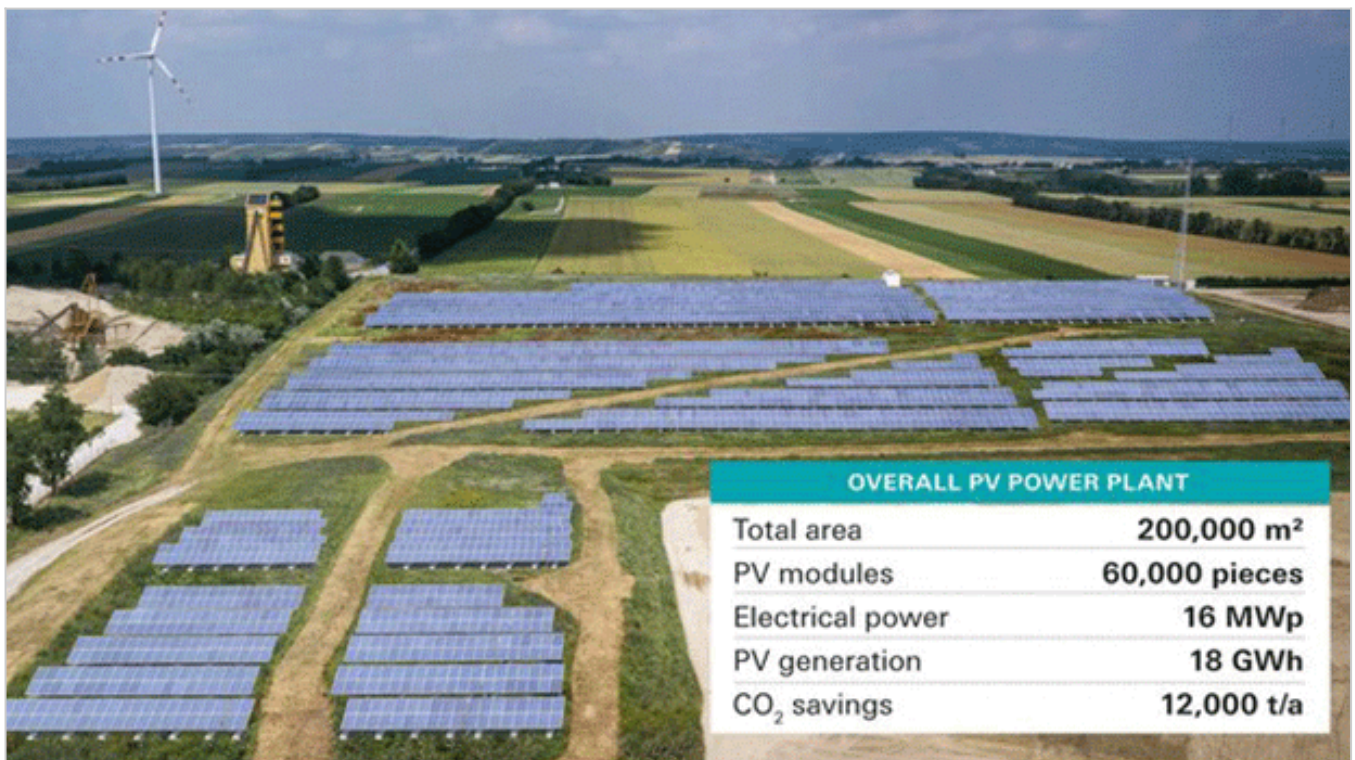 OVERALL PV POWER PLANT
Total area 200,000 m²
PV modules 60,000 pieces
Electrical power 16 MWp
PV generation 18 GWh
CO₂ savings 12,000 t/a